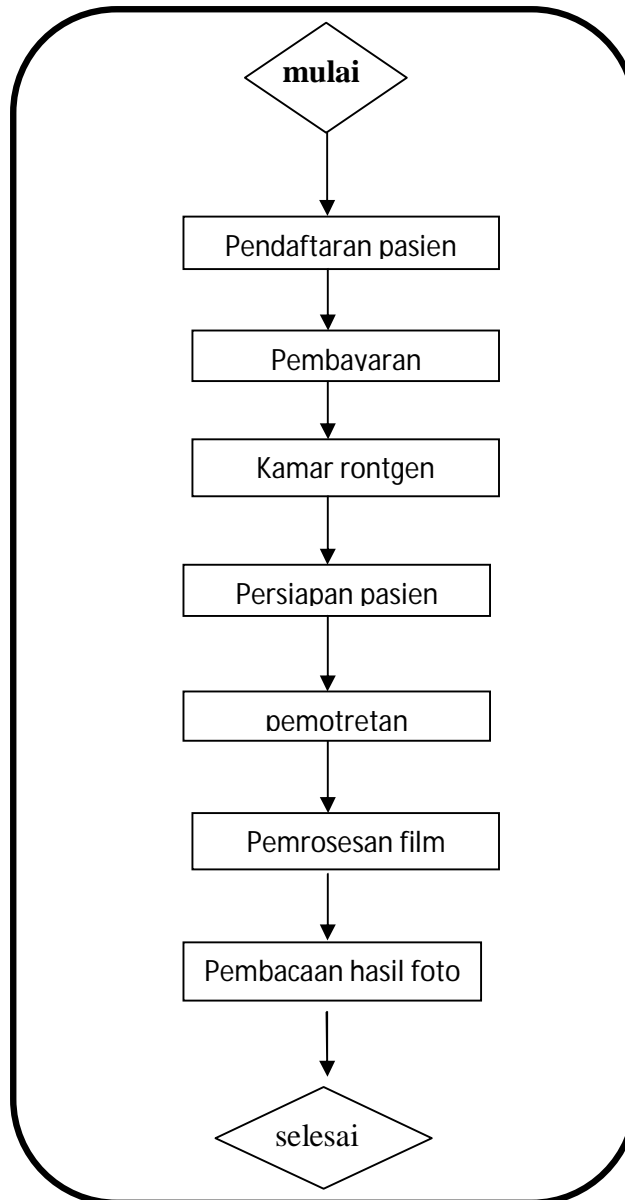 mulai
Pendaftaran pasien
Pembayaran
Kamar rontgen
Persiapan pasien
pemotretan
Pemrosesan film
Pembacaan hasil foto
selesai